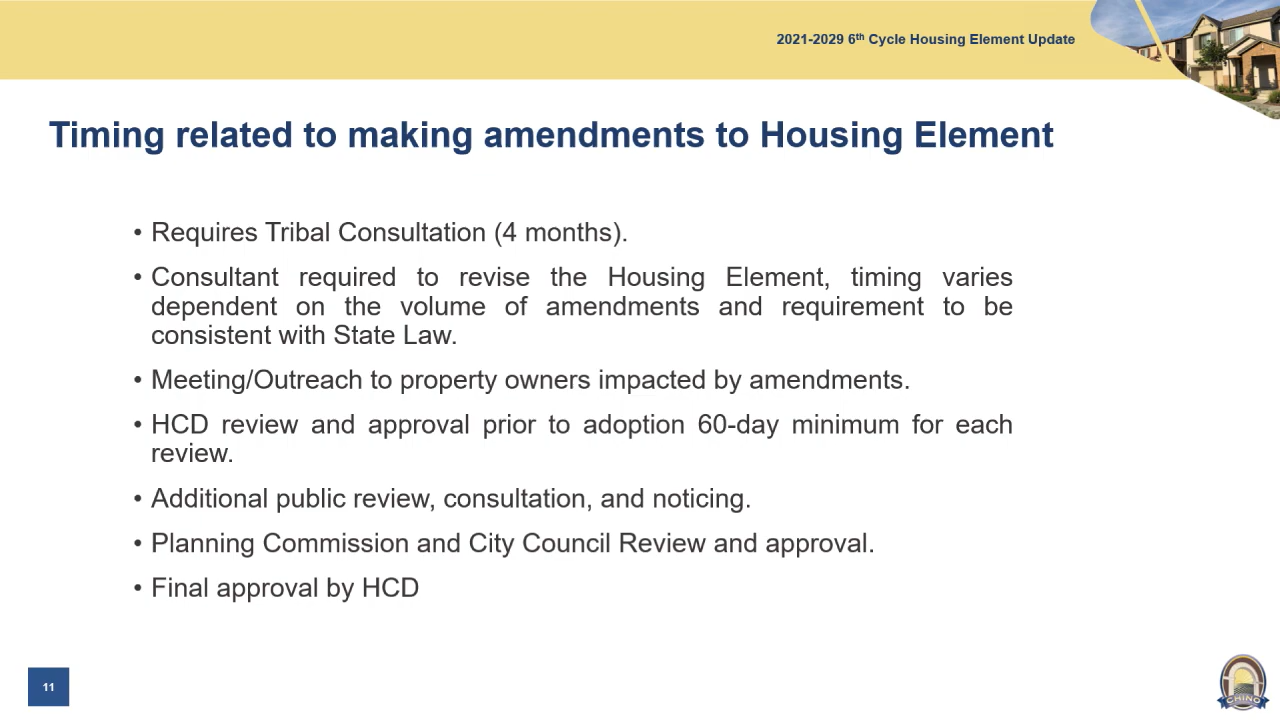 2021-2029 6th Cycle Housing Element Update
Timing related to making amendments to Housing Element
• Requires Tribal Consultation (4 months).
• Consultant required to revise the Housing Element, timing varies
dependent on the volume of amendments and requirement to be
consistent with State Law.
• Meeting/Outreach to property owners impacted by amendments.
• HCD review and approval prior to adoption 60-day minimum for each
review.
• Additional public review, consultation, and noticing.
• Planning Commission and City Council Review and approval.
• Final approval by HCD
11
CHINO